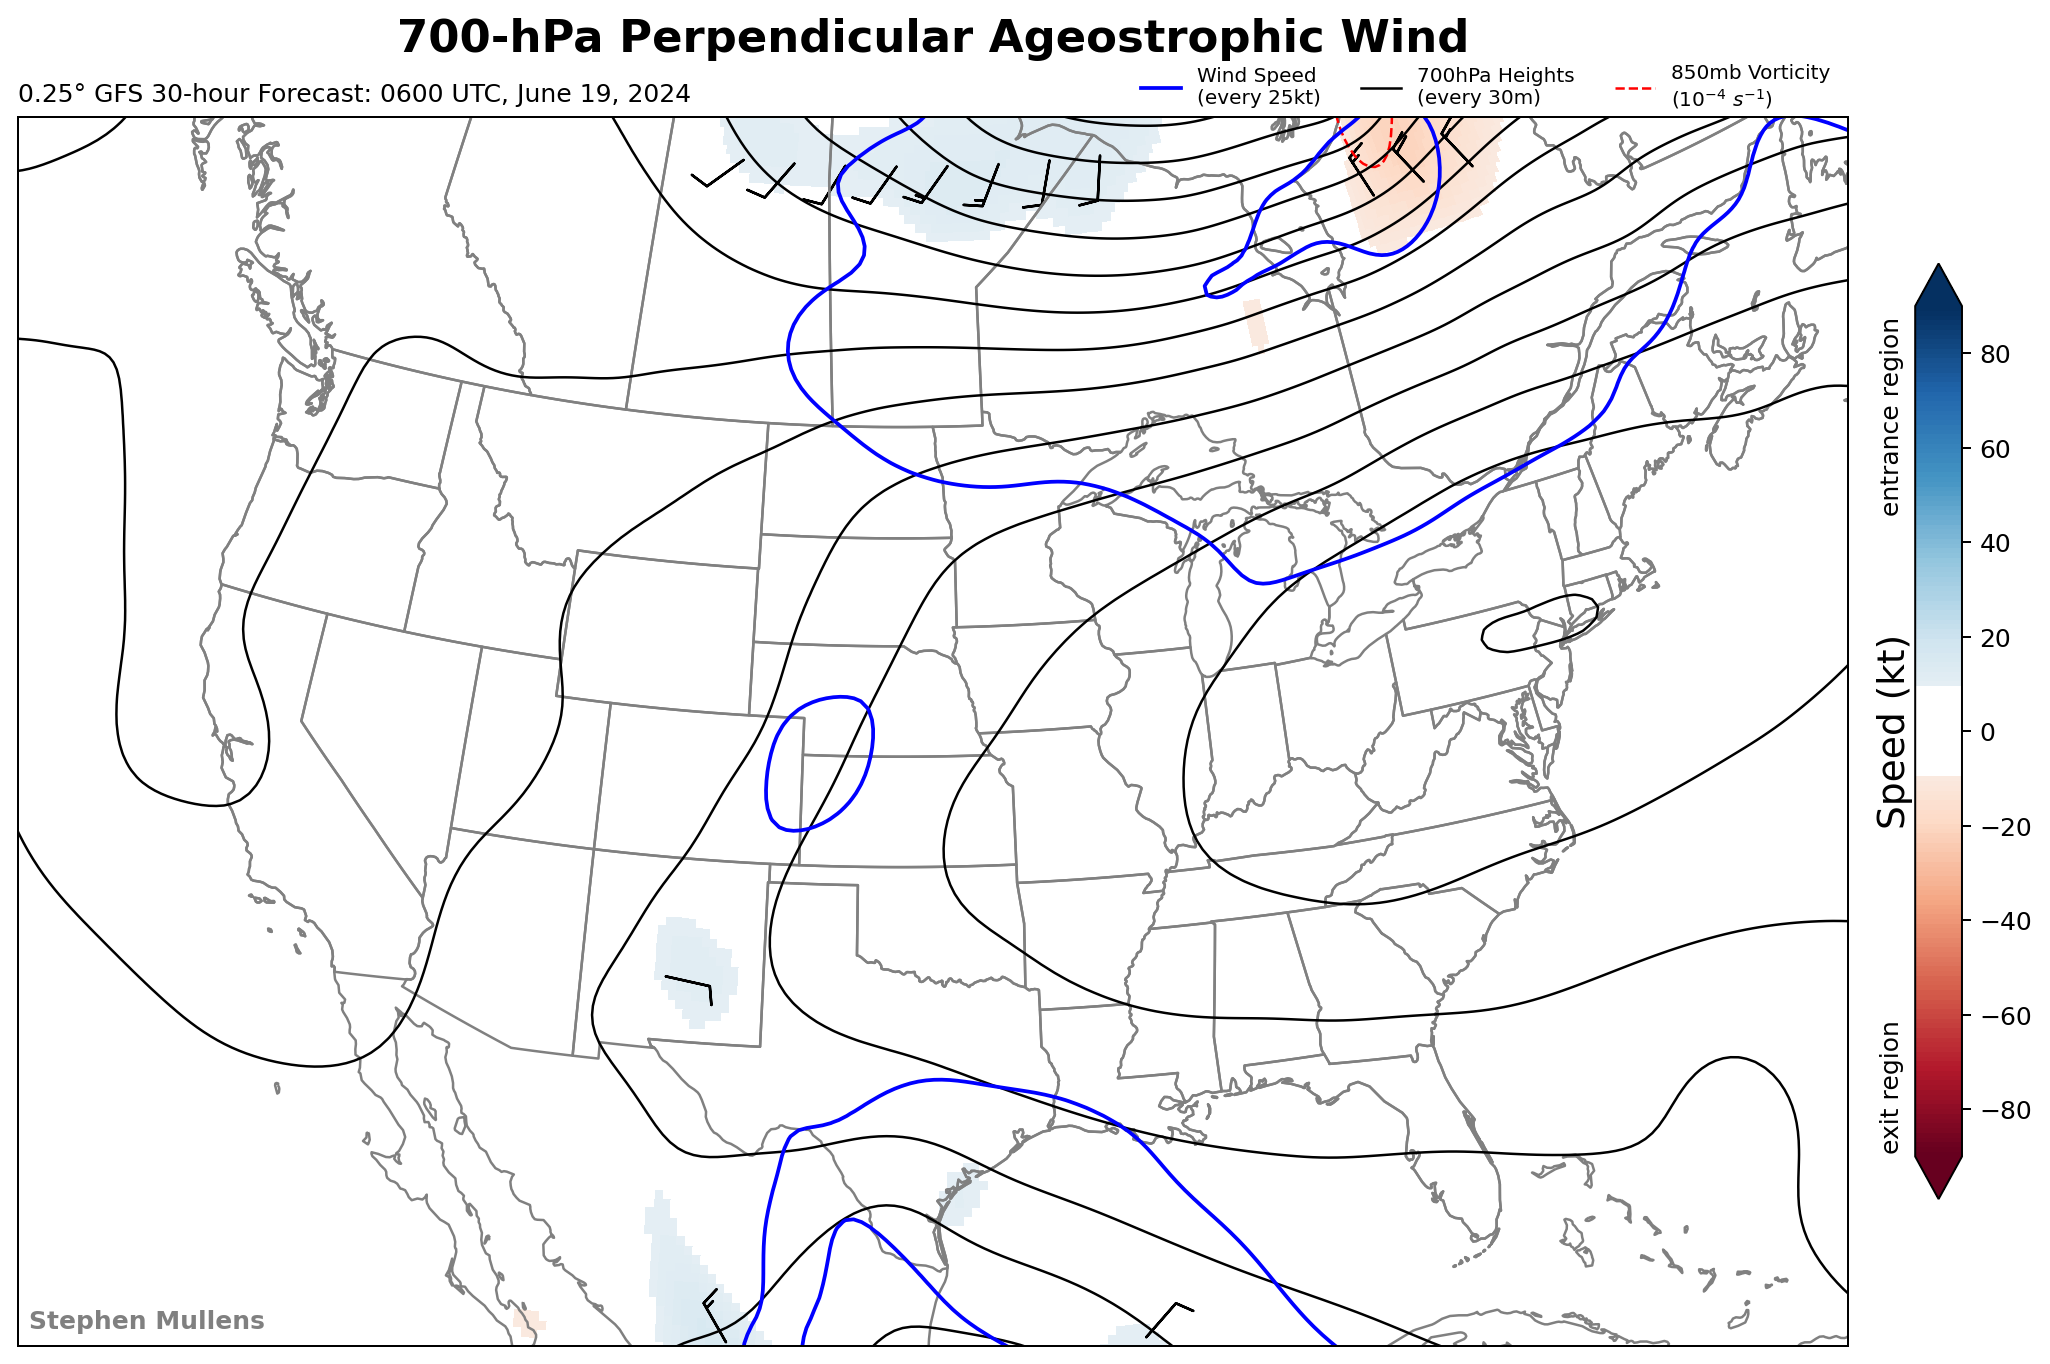 700-hPa Perpendicular Ageostrophic Wind
0.25° GFS 30-hour Forecast: 0600 UTC, June 19, 2024
Wind Speed
(every 25kt)
700hPa Heights
(every 30m)
850mb Vorticity
(10⁻⁴ s⁻¹)
entrance region
Speed (kt)
exit region
80
60
40
20
0
−20
−40
−60
−80
Stephen Mullens